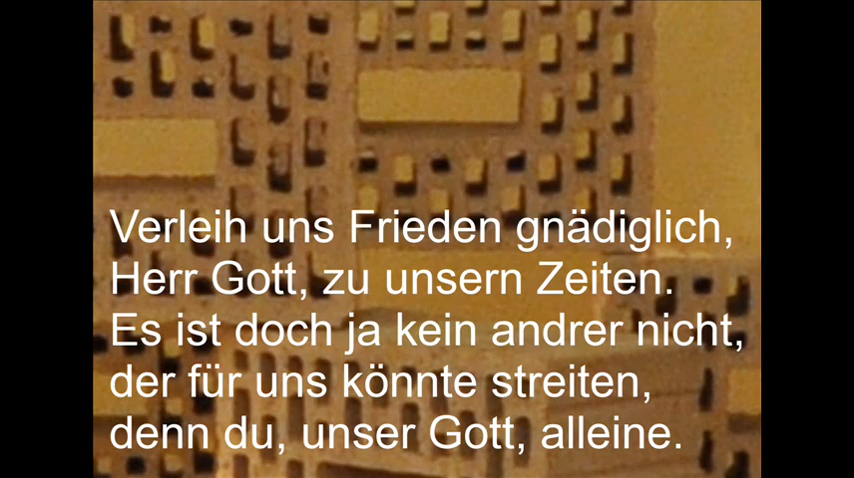 Verleih uns Frieden gnädiglich,
Herr Gott, zu unsern Zeiten.
Es ist doch ja kein andrer nicht,
der für uns könnte streiten,
denn du, unser Gott, alleine.